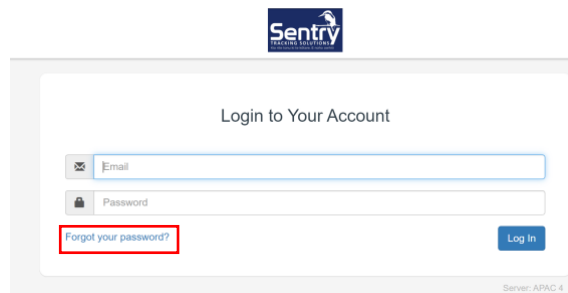 Sentry
TRACKING SOLUTIONS
Login to Your Account
Email
Password
Forgot your password?
Log In
Server: APAC 4